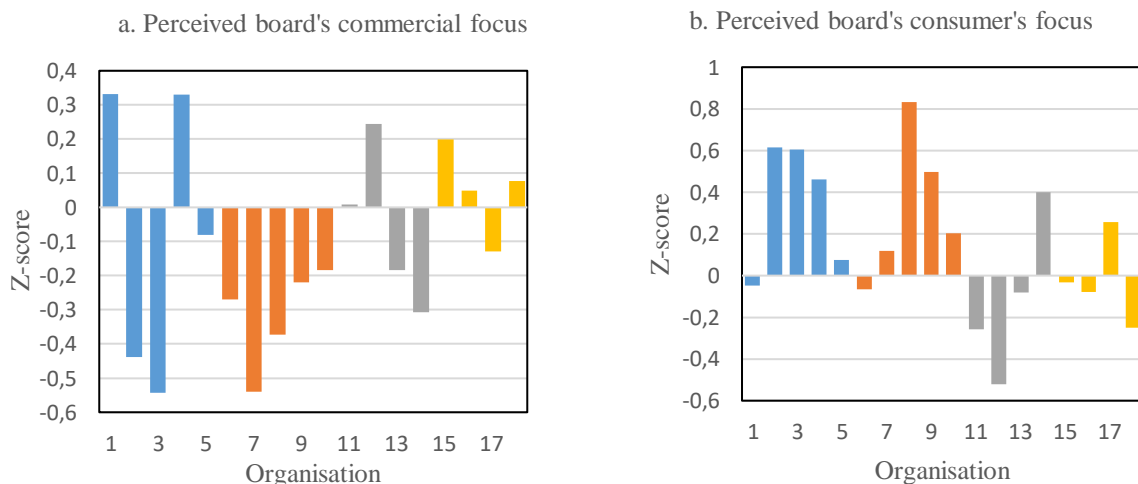 a. Perceived board's commercial focus
0,4
0,3
0,2
0,1
0
-0,1
-0,2
-0,3
-0,4
-0,5
-0,6
Z-score
1 3 5 7 9 11 13 15 17
Organisation
b. Perceived board's consumer's focus
1
0,8
0,6
0,4
0,2
0
-0,2
-0,4
-0,6
Z-score
1 3 5 7 9 11 13 15 17
Organisation